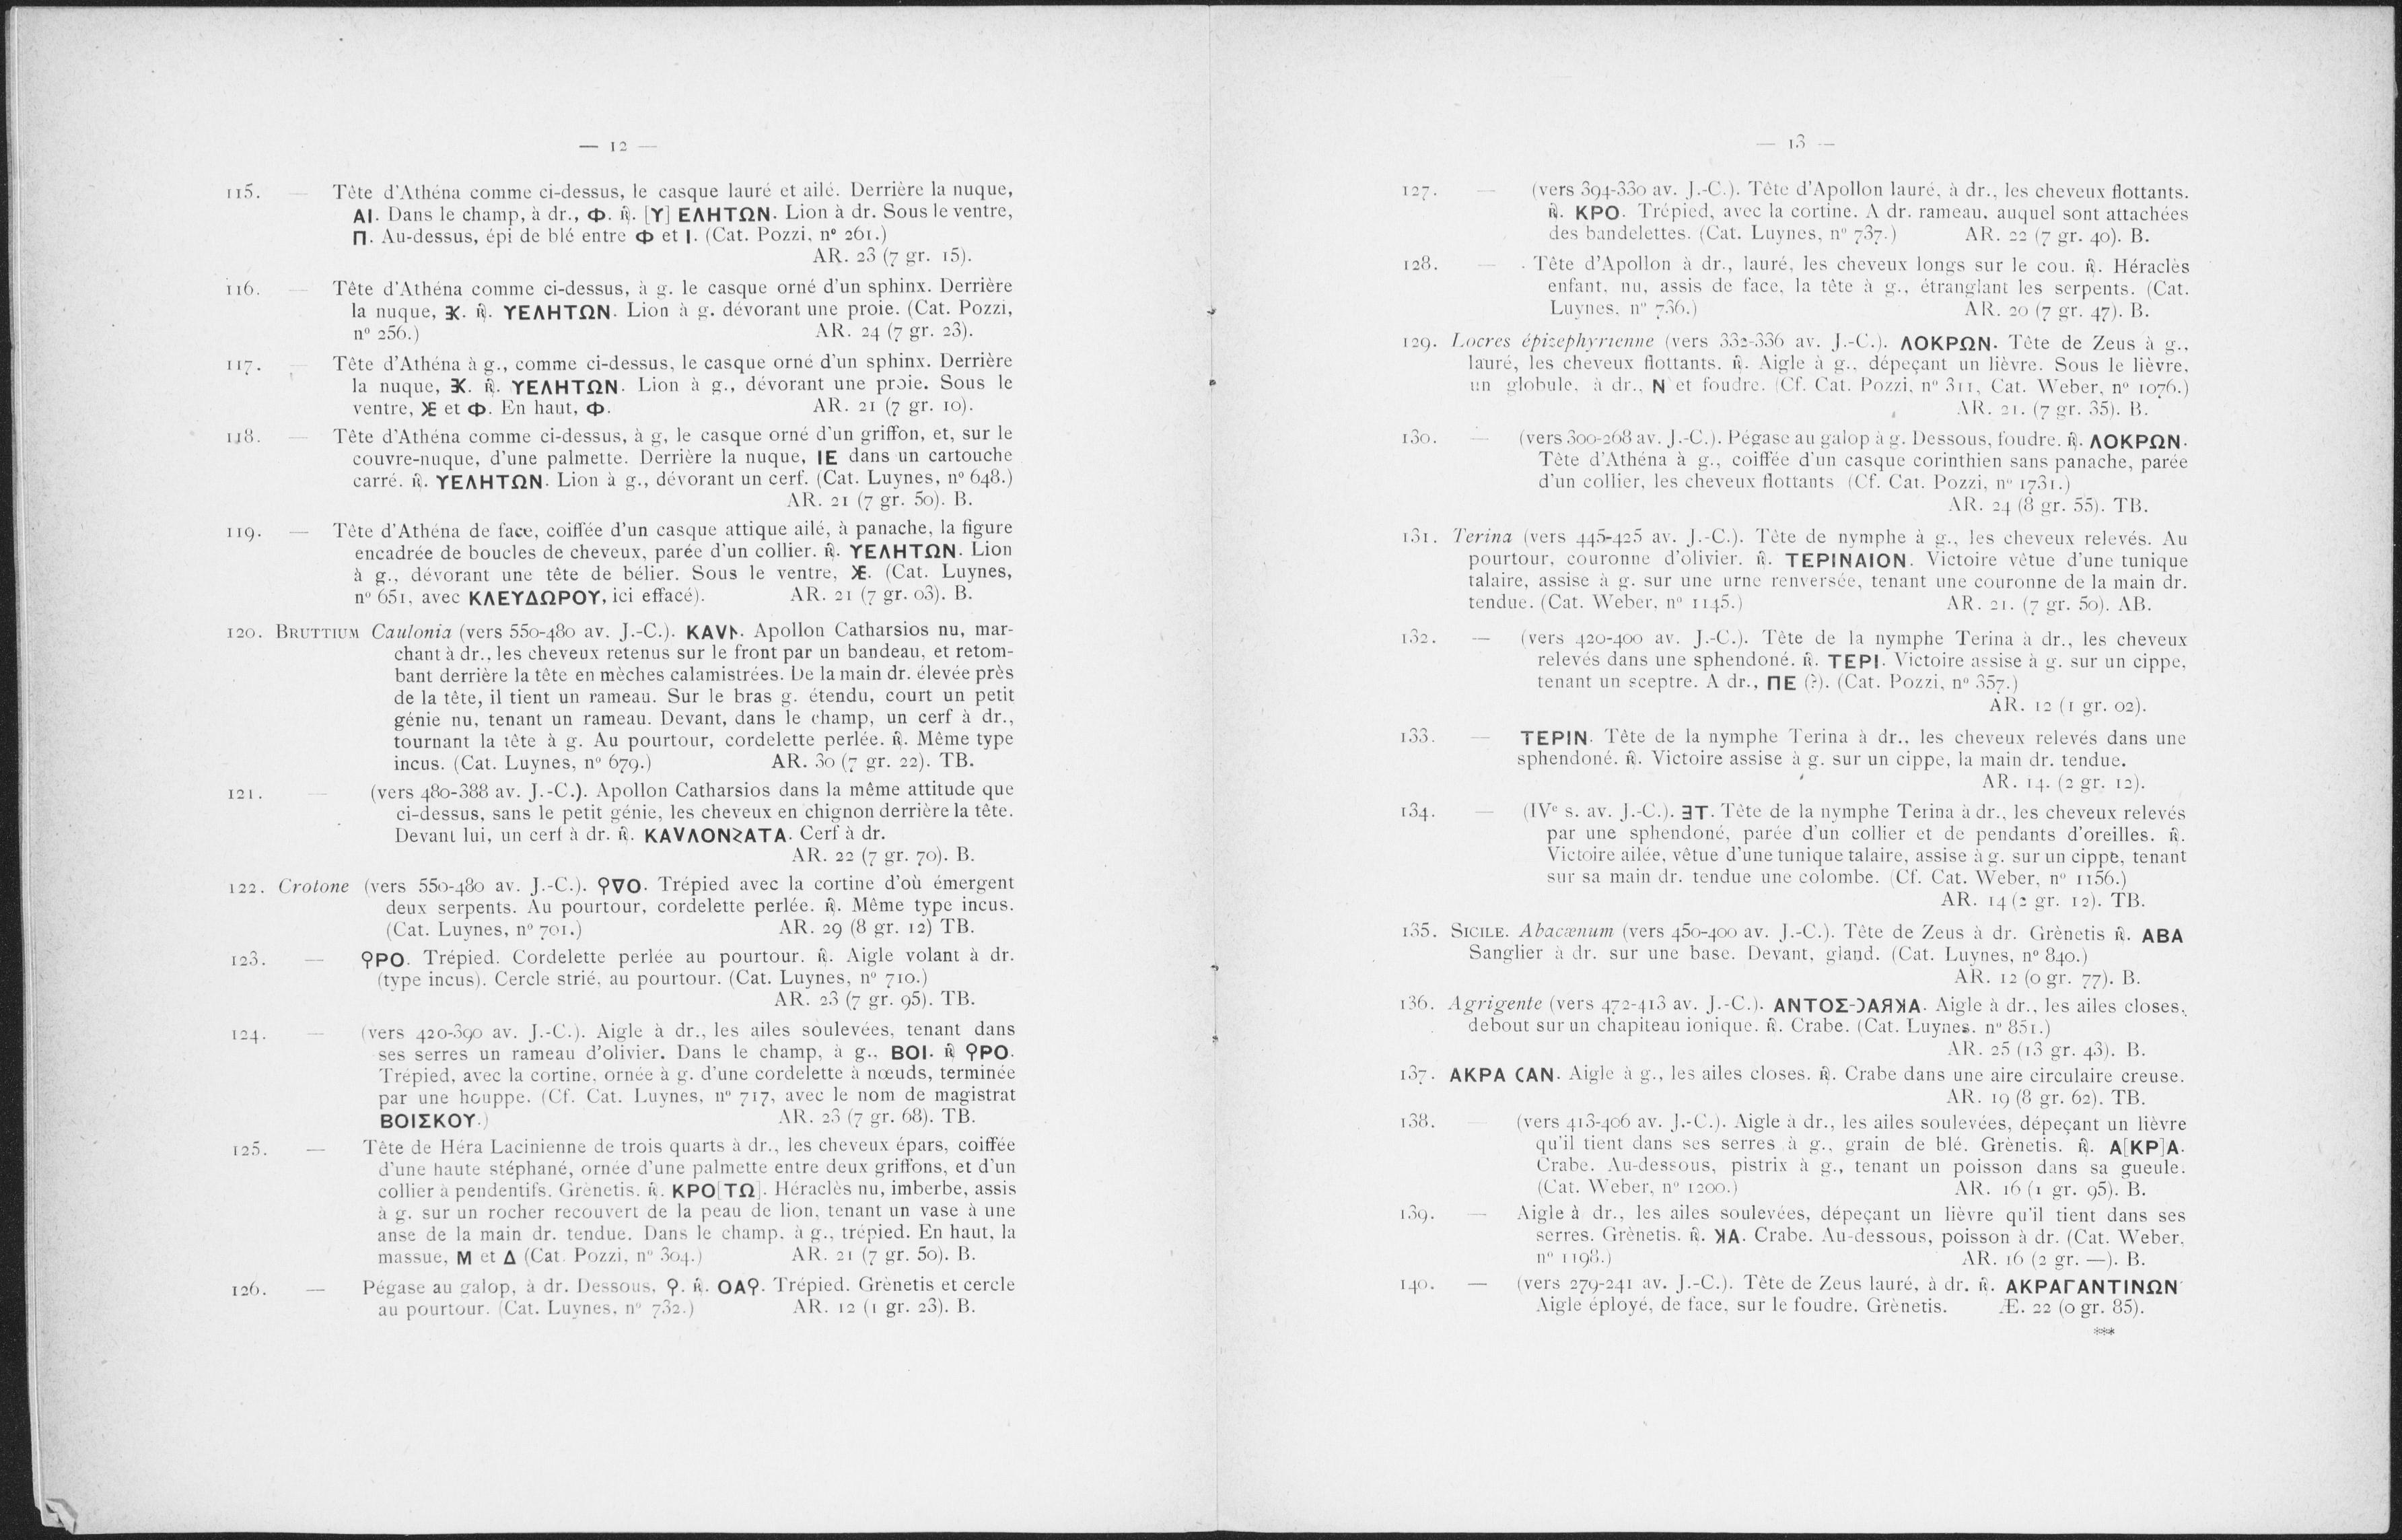 — 12 —
115. — Tête d'Athéna comme ci-dessus, le casque lauré et ailé. Derrière la nuque,
ΑΙ. Dans le champ, à dr., Φ. ℟. [Υ] ΕΛΗΤΩΝ. Lion à dr. Sous le ventre,
Π. Au-dessus, épi de blé entre Φ et Ι. (Cat. Pozzi, nº 261.)
AR. 23 (7 gr. 15).
116. — Tête d'Athéna comme ci-dessus, à g. le casque orné d'un sphinx. Derrière
la nuque, ℟. ΥΕΛΗΤΩΝ. Lion à g. dévorant une proie. (Cat. Pozzi,
nº 256.) AR. 24 (7 gr. 23).
117. — Tête d'Athéna à g., comme ci-dessus, le casque orné d'un sphinx. Derrière
la nuque, ℟. ΥΕΛΗΤΩΝ. Lion à g., dévorant une proie. Sous le
ventre, et Φ. En haut, Φ. AR. 21 (7 gr. 10).
118. — Tête d'Athéna comme ci-dessus, à g, le casque orné d'un griffon, et, sur le
couvre-nuque, d'une palmette. Derrière la nuque, ΙΕ dans un cartouche
carré. ℟. ΥΕΛΗΤΩΝ. Lion à g., dévorant un cerf. (Cat. Luynes, nº 648.)
AR. 21 (7 gr. 50). B.
119. — Tête d'Athéna de face, coiffée d'un casque attique ailé, à panache, la figure
encadrée de boucles de cheveux, parée d'un collier. ℟. ΥΕΛΗΤΩΝ. Lion
à g., dévorant une tête de bélier. Sous le ventre, (Cat. Luynes,
nº 651, avec ΚΛΕΥΔΩΡΟΥ, ici effacé). AR. 21 (7 gr. 03). B.
120. BRUTTIUM Caulonia (vers 550-480 av. J.-C.). ΚΑVͰ. Apollon Catharsios nu, mar-
chant à dr., les cheveux retenus sur le front par un bandeau, et retom-
bant derrière la tête en mèches calamistrées. De la main dr. élevée près
de la tête, il tient un rameau. Sur le bras g. étendu, court un petit
génie nu, tenant un rameau. Devant, dans le champ, un cerf à dr.,
tournant la tête à g. Au pourtour, cordelette perlée. ℟. Même type
incus. (Cat. Luynes, nº 679.) AR. 30 (7 gr. 22). TB.
121. — (vers 480-388 av. J.-C.). Apollon Catharsios dans la même attitude que
ci-dessus, sans le petit génie, les cheveux en chignon derrière la tête.
Devant lui, un cerf à dr. ℟. ΚΑVΛΟΝƧΑΤΑ. Cerf à dr.
AR. 22 (7 gr. 70). B.
122. Crotone (vers 550-480 av. J.-C.). Ϙ∇Ο. Trépied avec la cortine d'où émergent
deux serpents. Au pourtour, cordelette perlée. ℟. Même type incus.
(Cat. Luynes, nº 701.) AR. 29 (8 gr. 12) TB.
123. — ϘΡΟ. Trépied. Cordelette perlée au pourtour. ℟. Aigle volant à dr.
(type incus). Cercle strié, au pourtour. (Cat. Luynes, nº 710.)
AR. 23 (7 gr. 95). TB.
124. — (vers 420-390 av. J.-C.). Aigle à dr., les ailes soulevées, tenant dans
ses serres un rameau d'olivier. Dans le champ, à g., ΒΟΙ. ℟ ϘΡΟ.
Trépied, avec la cortine, ornée à g. d'une cordelette à nœuds, terminée
par une houppe. (Cf. Cat. Luynes, nº 717, avec le nom de magistrat
ΒΟΙΣΚΟΥ.) AR. 23 (7 gr. 68). TB.
125. — Tête de Héra Lacinienne de trois quarts à dr., les cheveux épars, coiffée
d'une haute stéphané, ornée d'une palmette entre deux griffons, et d'un
collier à pendentifs. Grènetis. ℟. ΚΡΟ[ΤΩ]. Héraclès nu, imberbe, assis
à g. sur un rocher recouvert de la peau de lion, tenant un vase à une
anse de la main dr. tendue. Dans le champ, à g., trépied. En haut, la
massue, Μ et Δ (Cat. Pozzi, nº 304.) AR. 21 (7 gr. 50). B.
126. — Pégase au galop, à dr. Dessous, Ϙ. ℟. ΟΑϘ. Trépied. Grènetis et cercle
au pourtour. (Cat. Luynes, nº 732.) AR. 12 (1 gr. 23). B.
— 13 —
127. — (vers 394-330 av. J.-C.). Tête d'Apollon lauré, à dr., les cheveux flottants.
℟. ΚΡΟ. Trépied, avec la cortine. A dr. rameau, auquel sont attachées
des bandelettes. (Cat. Luynes, nº 737.) AR. 22 (7 gr. 40). B.
128. — Tête d'Apollon à dr., lauré, les cheveux longs sur le cou. ℟. Héraclès
enfant, nu, assis de face, la tête à g., étranglant les serpents. (Cat.
Luynes, nº 736.) AR. 20 (7 gr. 47). B.
129. Locres épizephyrienne (vers 332-336 av. J.-C.). ΛΟΚΡΩΝ. Tête de Zeus à g.,
lauré, les cheveux flottants. ℟. Aigle à g., dépeçant un lièvre. Sous le lièvre,
un globule, à dr., Ν et foudre. (Cf. Cat. Pozzi, nº 311, Cat. Weber, nº 1076.)
AR. 21. (7 gr. 35). B.
130. — (vers 300-268 av. J.-C.). Pégase au galop à g. Dessous, foudre. ℟. ΛΟΚΡΩΝ.
Tête d'Athéna à g., coiffée d'un casque corinthien sans panache, parée
d'un collier, les cheveux flottants (Cf. Cat. Pozzi, nº 1731.)
AR. 24 (8 gr. 55). TB.
131. Terina (vers 445-425 av. J.-C.). Tête de nymphe à g., les cheveux relevés. Au
pourtour, couronne d'olivier. ℟. ΤΕΡΙΝΑΙΟΝ. Victoire vêtue d'une tunique
talaire, assise à g. sur une urne renversée, tenant une couronne de la main dr.
tendue. (Cat. Weber, nº 1145.) AR. 21. (7 gr. 50). AB.
132. — (vers 420-400 av. J.-C.). Tête de la nymphe Terina à dr., les cheveux
relevés dans une sphendoné. ℟. ΤΕΡΙ. Victoire assise à g. sur un cippe,
tenant un sceptre. A dr., ΠΕ (?). (Cat. Pozzi, nº 357.)
AR. 12 (1 gr. 02).
133. — ΤΕΡΙΝ. Tête de la nymphe Terina à dr., les cheveux relevés dans une
sphendoné. ℟. Victoire assise à g. sur un cippe, la main dr. tendue.
AR. 14. (2 gr. 12).
134. — (IVe s. av. J.-C.). ƎΤ. Tête de la nymphe Terina à dr., les cheveux relevés
par une sphendoné, parée d'un collier et de pendants d'oreilles. ℟.
Victoire ailée, vêtue d'une tunique talaire, assise à g. sur un cippe, tenant
sur sa main dr. tendue une colombe. (Cf. Cat. Weber, nº 1156.)
AR. 14 (2 gr. 12). TB.
135. SICILE. Abacænum (vers 450-400 av. J.-C.). Tête de Zeus à dr. Grènetis ℟. ΑΒΑ
Sanglier à dr. sur une base. Devant, gland. (Cat. Luynes, nº 840.)
AR. 12 (0 gr. 77). B.
136. Agrigente (vers 472-413 av. J.-C.). ΑΝΤΟΣ-ƆΑЯꓘΑ. Aigle à dr., les ailes closes,
debout sur un chapiteau ionique. ℟. Crabe. (Cat. Luynes. nº 851.)
AR. 25 (13 gr. 43). B.
137. ΑΚΡΑ CΑΝ. Aigle à g., les ailes closes. ℟. Crabe dans une aire circulaire creuse.
AR. 19 (8 gr. 62). TB.
138. — (vers 413-406 av. J.-C.). Aigle à dr., les ailes soulevées, dépeçant un lièvre
qu'il tient dans ses serres à g., grain de blé. Grènetis. ℟. Α[ΚΡ]Α.
Crabe. Au-dessous, pistrix à g., tenant un poisson dans sa gueule.
(Cat. Weber, nº 1200.) AR. 16 (1 gr. 95). B.
139. — Aigle à dr., les ailes soulevées, dépeçant un lièvre qu'il tient dans ses
serres. Grènetis. ℟. ꓘΑ. Crabe. Au-dessous, poisson à dr. (Cat. Weber,
nº 1198.) AR. 16 (2 gr. —). B.
140. — (vers 279-241 av. J.-C.). Tête de Zeus lauré, à dr. ℟. ΑΚΡΑΓΑΝΤΙΝΩΝ
Aigle éployé, de face, sur le foudre. Grènetis. Æ. 22 (0 gr. 85).
***